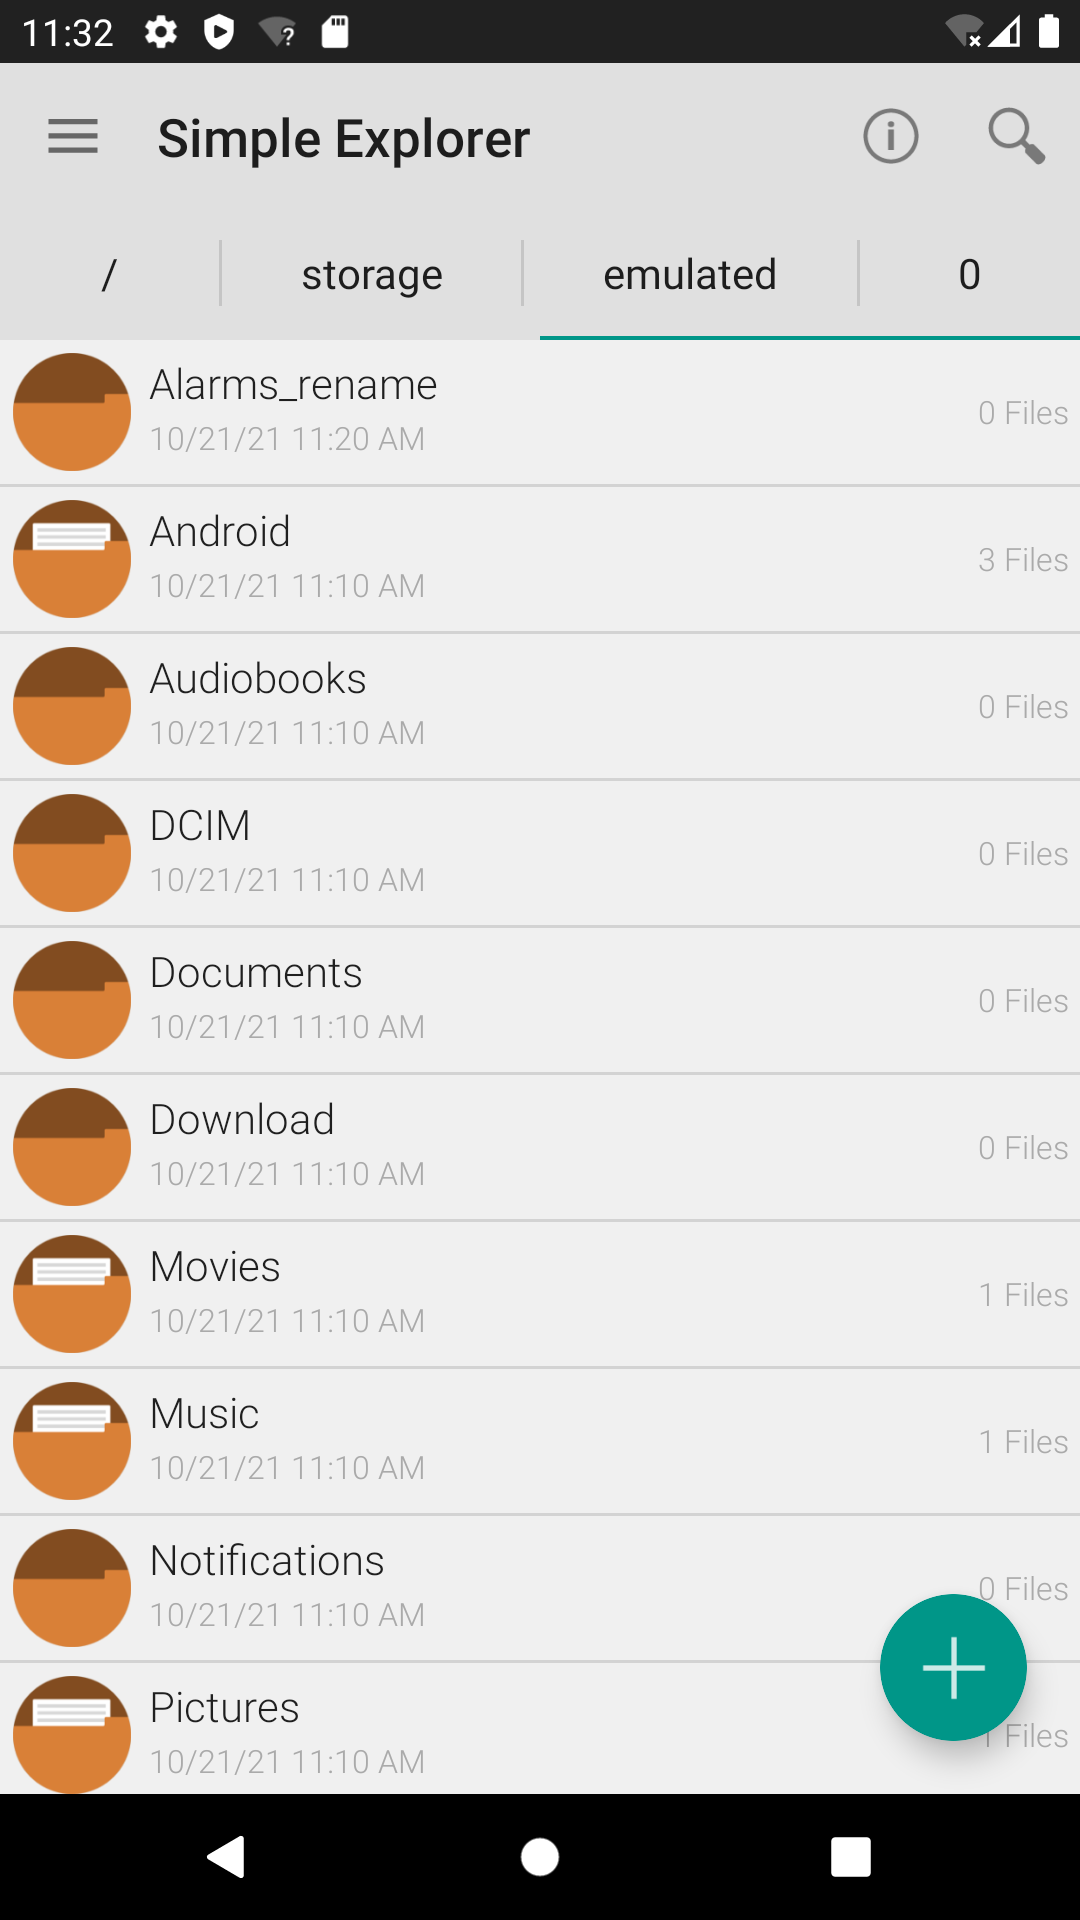 11:32
Simple Explorer
/ storage emulated 0
Alarms_rename
10/21/21 11:20 AM
0 Files
Android
10/21/21 11:10 AM
3 Files
Audiobooks
10/21/21 11:10 AM
0 Files
DCIM
10/21/21 11:10 AM
0 Files
Documents
10/21/21 11:10 AM
0 Files
Download
10/21/21 11:10 AM
0 Files
Movies
10/21/21 11:10 AM
1 Files
Music
10/21/21 11:10 AM
1 Files
Notifications
10/21/21 11:10 AM
0 Files
Pictures
10/21/21 11:10 AM
1 Files